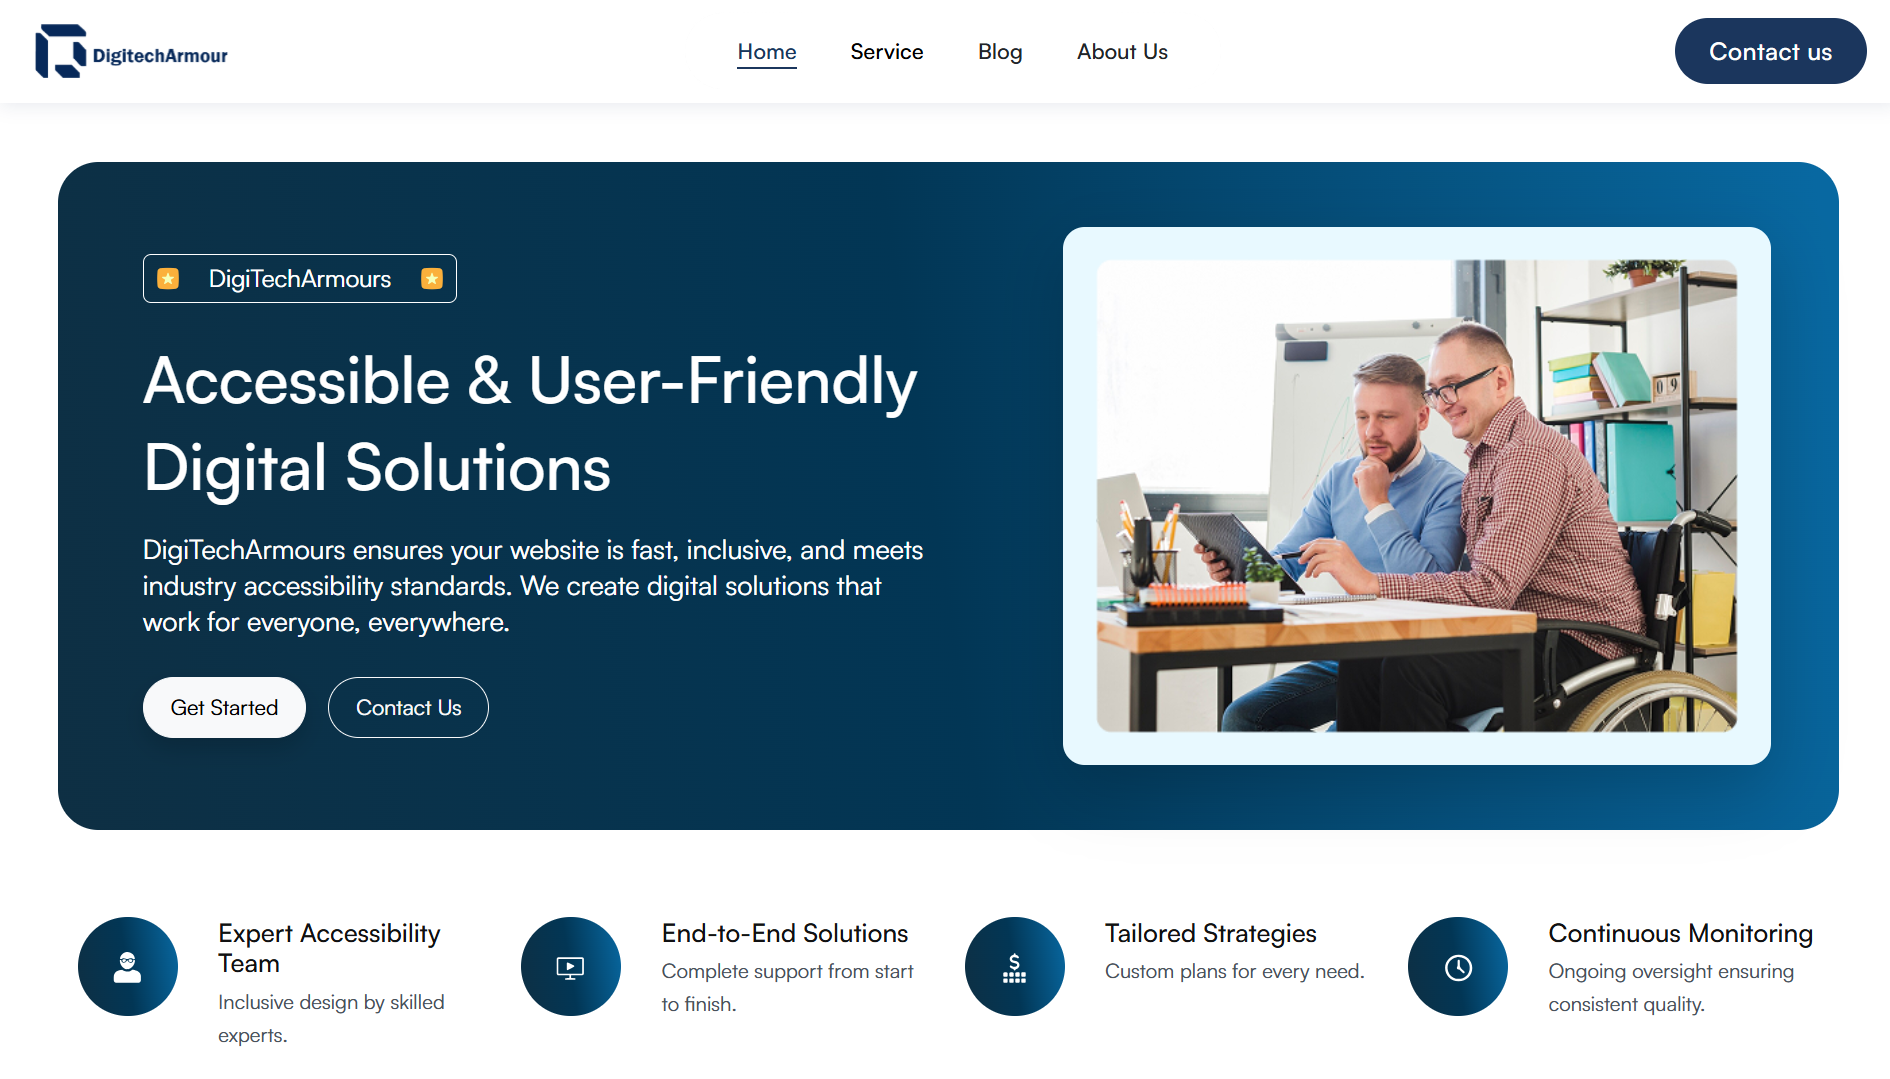 DigitechArmour
Home
Service
Blog
About Us
Contact us
DigiTechArmours
Accessible & User-Friendly
Digital Solutions
DigiTechArmours ensures your website is fast, inclusive, and meets
industry accessibility standards. We create digital solutions that
work for everyone, everywhere.
Get Started
Contact Us
09
Expert Accessibility
Team
Inclusive design by skilled
experts.
End-to-End Solutions
Complete support from start
to finish.
Tailored Strategies
Custom plans for every need.
Continuous Monitoring
Ongoing oversight ensuring
consistent quality.